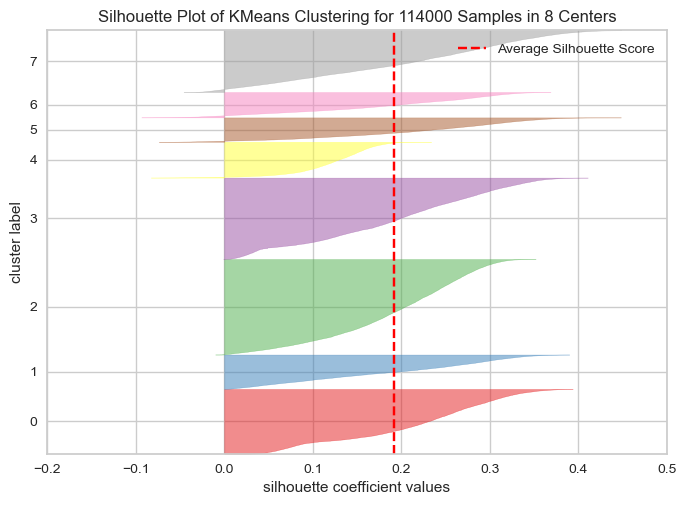 Silhouette Plot of KMeans Clustering for 114000 Samples in 8 Centers
Average Silhouette Score
cluster label
7
6
5
4
3
2
1
0
−0.2 −0.1 0.0 0.1 0.2 0.3 0.4 0.5
silhouette coefficient values